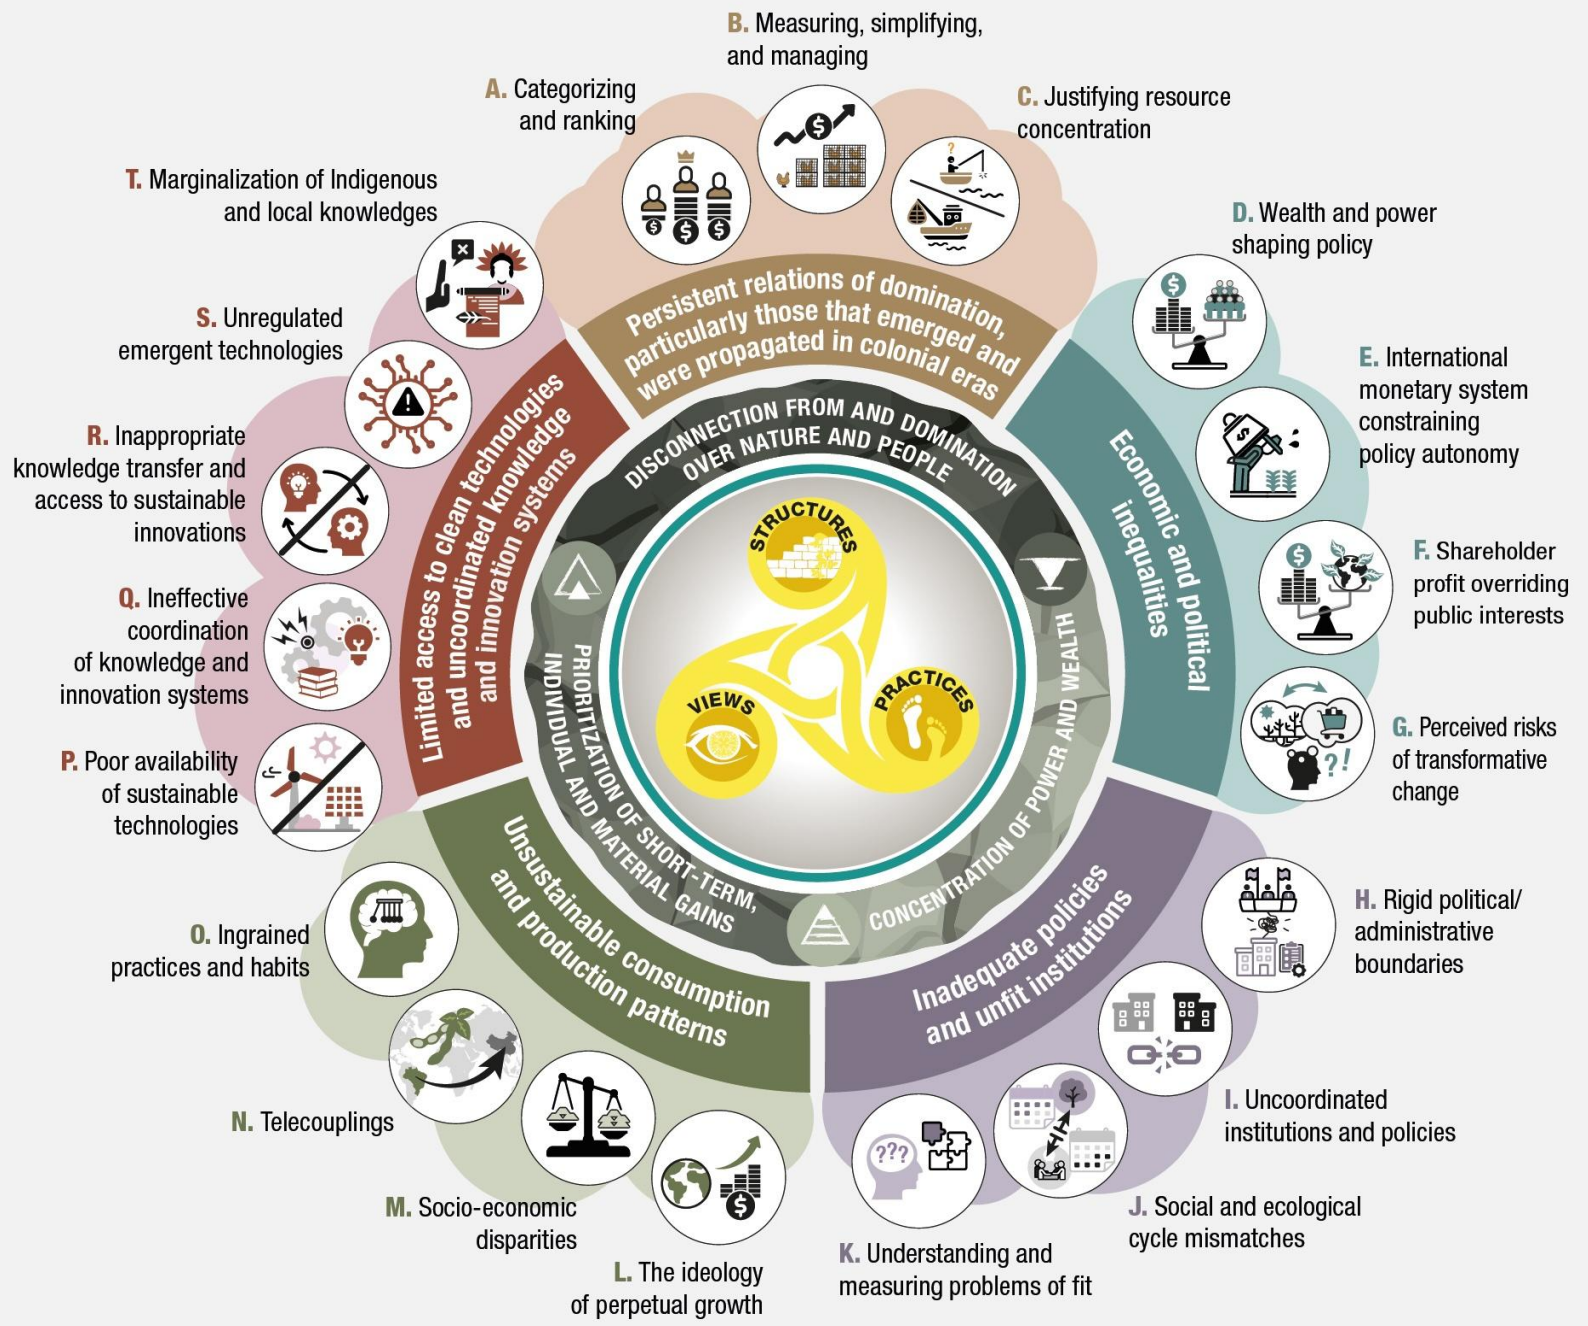 B. Measuring, simplifying,
and managing
A. Categorizing
and ranking
C. Justifying resource
concentration
T. Marginalization of Indigenous
and local knowledges
D. Wealth and power
shaping policy
S. Unregulated
emergent technologies
E. International
monetary system
constraining
policy autonomy
R. Inappropriate
knowledge transfer and
access to sustainable
innovations
F. Shareholder
profit overriding
public interests
Q. Ineffective
coordination
of knowledge and
innovation systems
G. Perceived risks
of transformative
change
P. Poor availability
of sustainable
technologies
H. Rigid political/
administrative
boundaries
O. Ingrained
practices and habits
I. Uncoordinated
institutions and policies
N. Telecouplings
J. Social and ecological
cycle mismatches
M. Socio-economic
disparities
K. Understanding and
measuring problems of fit
L. The ideology
of perpetual growth
Persistent relations of domination,
particularly those that emerged and
were propagated in colonial eras
Economic and political
inequalities
Inadequate policies
and unfit institutions
Unsustainable consumption
and production patterns
Limited access to clean technologies
and uncoordinated knowledge
and innovation systems
DISCONNECTION FROM AND DOMINATION
OVER NATURE AND PEOPLE
CONCENTRATION OF POWER AND WEALTH
PRIORITIZATION OF SHORT-TERM,
INDIVIDUAL AND MATERIAL GAINS
STRUCTURES
VIEWS
PRACTICES
$
$
$
$
?
$
$
$
?!
???
$
!
x